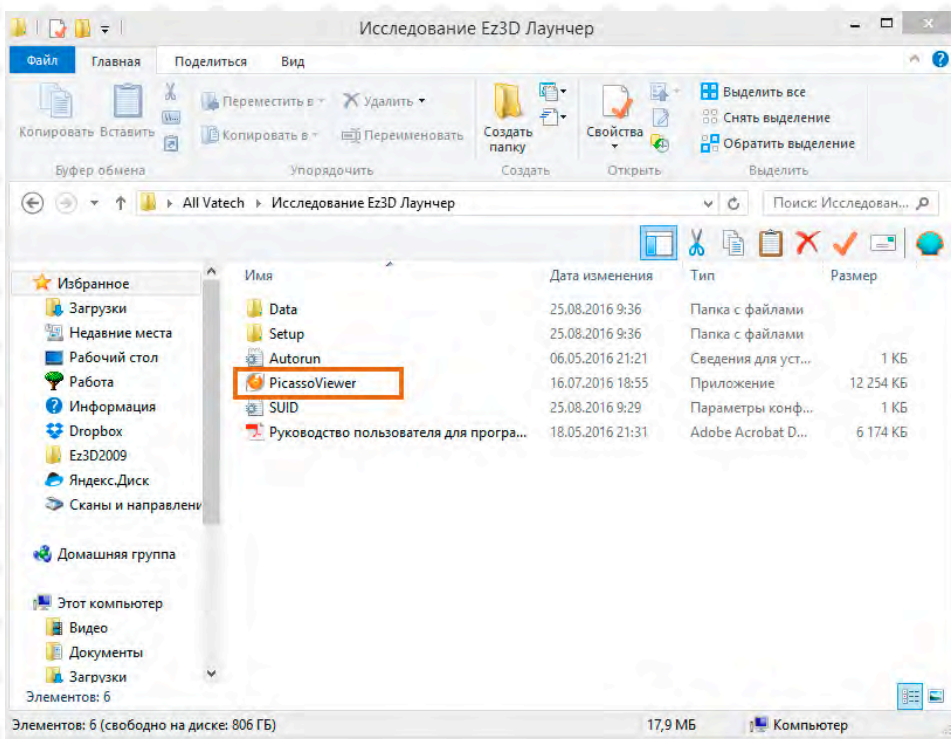 Исследование Ez3D Лаунчер
Файл Главная Поделиться Вид
Копировать Вставить
Переместить в
Копировать в
Удалить
Переименовать
Создать папку
Свойства
Выделить все
Снять выделение
Обратить выделение
Буфер обмена Упорядочить Создать Открыть Выделить
All Vatech Исследование Ez3D Лаунчер Поиск: Исследован...
Имя Дата изменения Тип Размер
Избранное
Загрузки
Недавние места
Рабочий стол
Работа
Информация
Dropbox
Ez3D2009
Яндекс.Диск
Сканы и направлени
Домашняя группа
Этот компьютер
Видео
Документы
Загрузки
Data 25.08.2016 9:36 Папка с файлами
Setup 25.08.2016 9:36 Папка с файлами
Autorun 06.05.2016 21:21 Сведения для уст... 1 КБ
PicassoViewer 16.07.2016 18:55 Приложение 12 254 КБ
SUID 25.08.2016 9:29 Параметры конф... 1 КБ
Руководство пользователя для програ... 18.05.2016 21:31 Adobe Acrobat D... 6 174 КБ
Элементов: 6
Элементов: 6 (свободно на диске: 806 ГБ) 17,9 МБ Компьютер